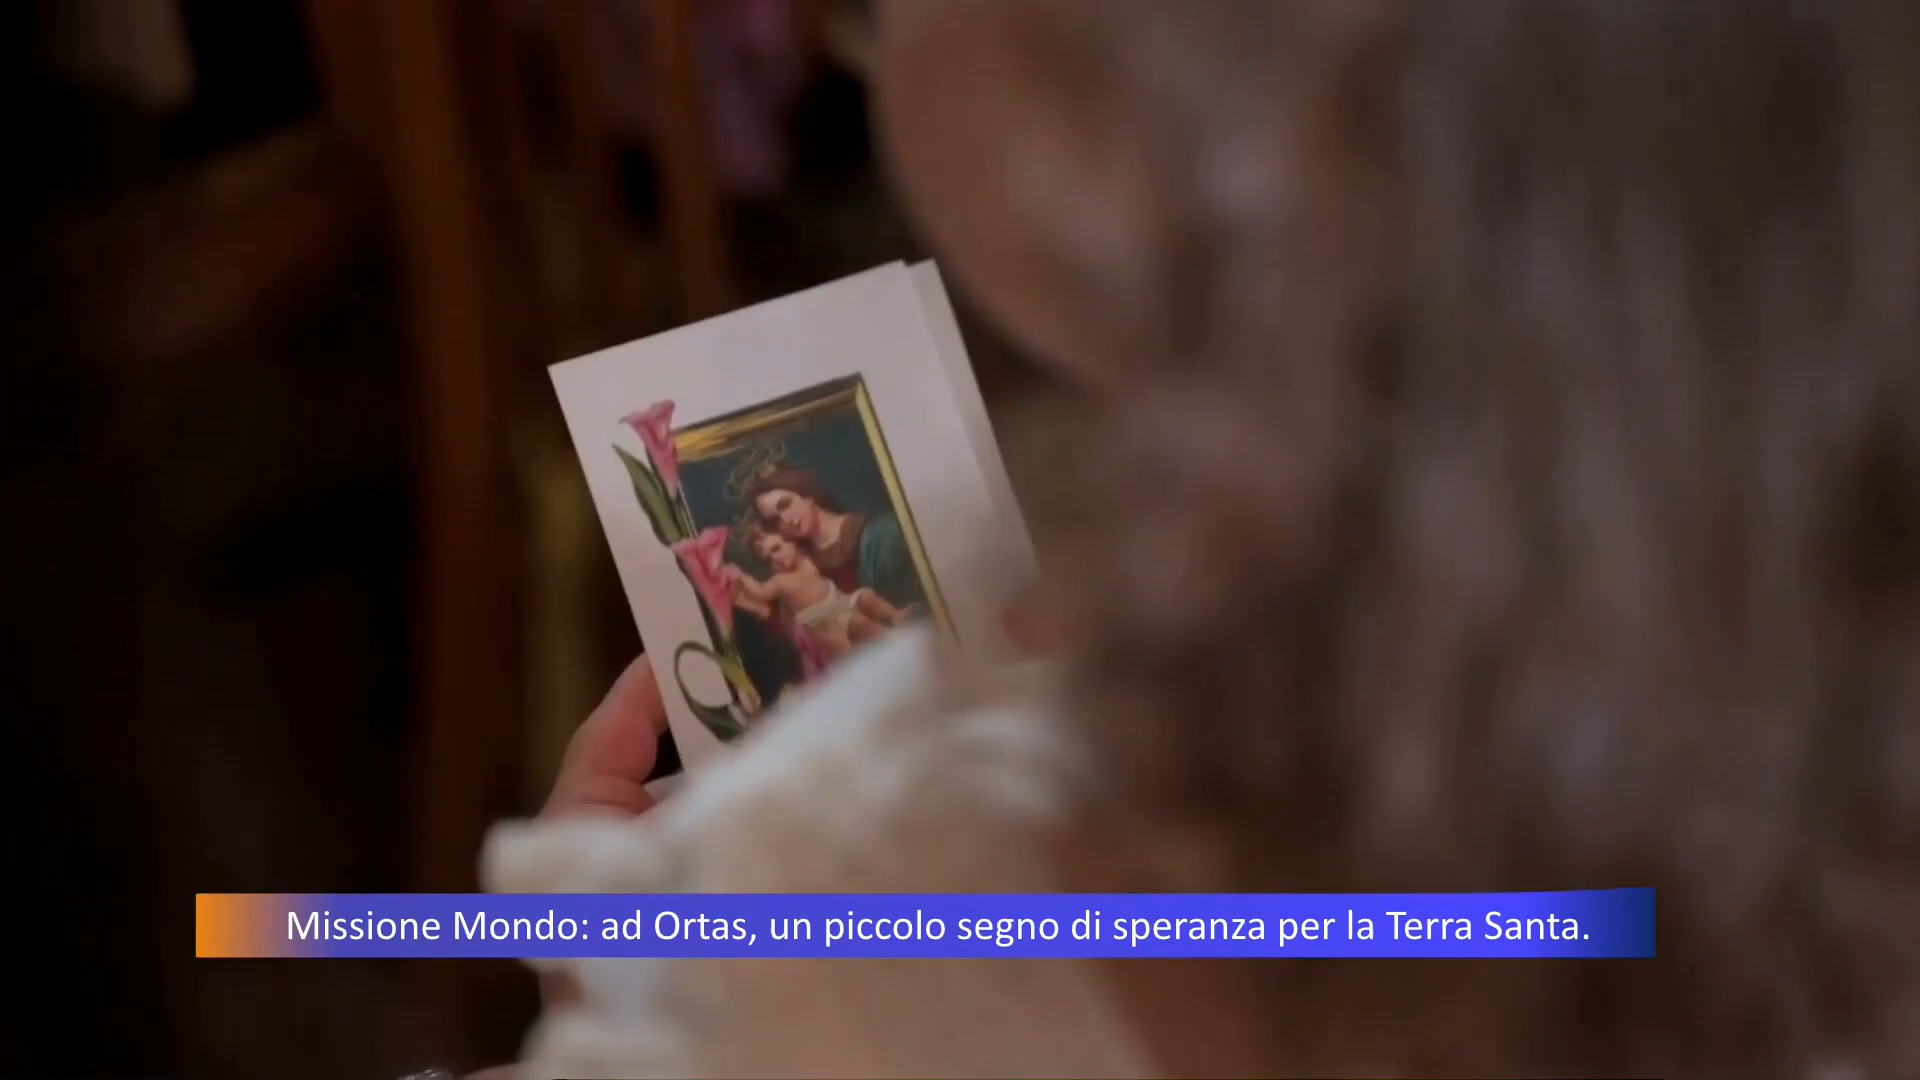 Missione Mondo: ad Ortas, un piccolo segno di speranza per la Terra Santa.